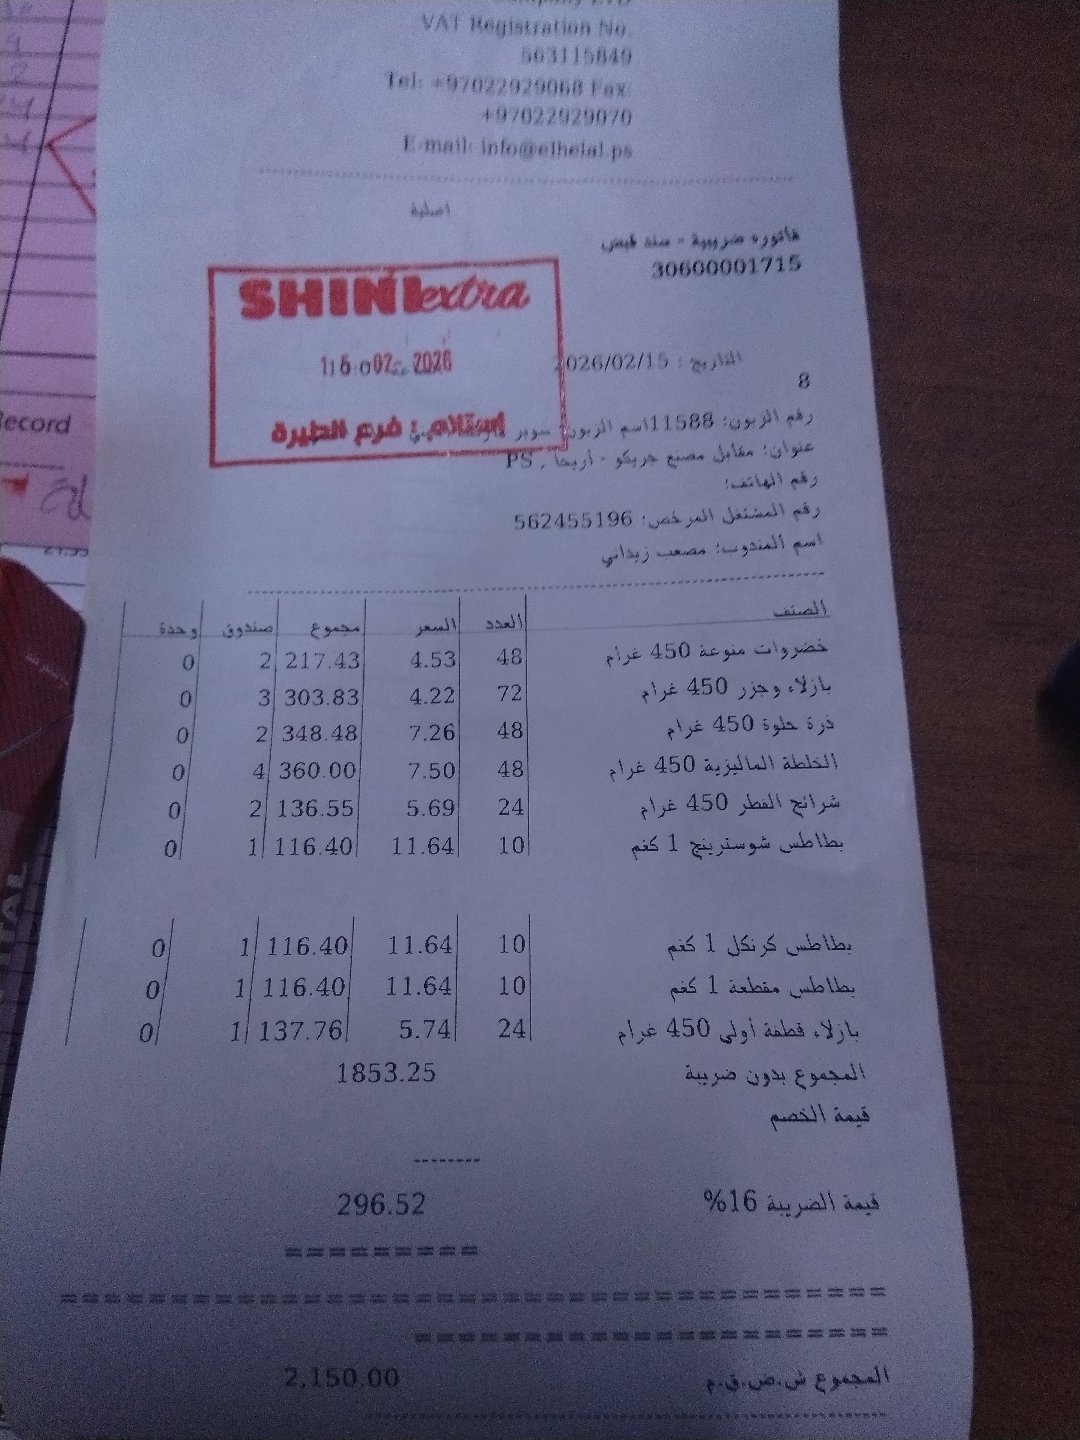 VAT Registration No.
563115849
Tel: +97022929068 Fax:
+97022929070
E-mail: info@elhelal.ps
اصلية
فاتورة ضريبية - سند قبض
30600001715
SHINI extra
2026
استلام : فرع الطيرة
التاريخ : 2026/02/15
8
رقم الزبون: 11588اسم الزبون: سوبر
عنوان: مقابل مصنع جريكو - أريحا , PS
رقم الهاتف:
رقم المشتغل المرخص: 562455196
اسم المندوب: مصعب زيداني
الصنف العدد السعر مجموع صندوق وحدة
خضروات منوعة 450 غرام 48 4.53 217.43 2 0
بازلاء وجزر 450 غرام 72 4.22 303.83 3 0
ذرة حلوة 450 غرام 48 7.26 348.48 2 0
الخلطة الماليزية 450 غرام 48 7.50 360.00 4 0
شرائح الفطر 450 غرام 24 5.69 136.55 2 0
بطاطس شوسترينج 1 كغم 10 11.64 116.40 1 0
بطاطس كرنكل 1 كغم 10 11.64 116.40 1 0
بطاطس مقطعة 1 كغم 10 11.64 116.40 1 0
بازلاء قطفة أولى 450 غرام 24 5.74 137.76 1 0
المجموع بدون ضريبة 1853.25
قيمة الخصم
--------
قيمة الضريبة 16% 296.52
=========
المجموع ش.ض.ق.م 2,150.00